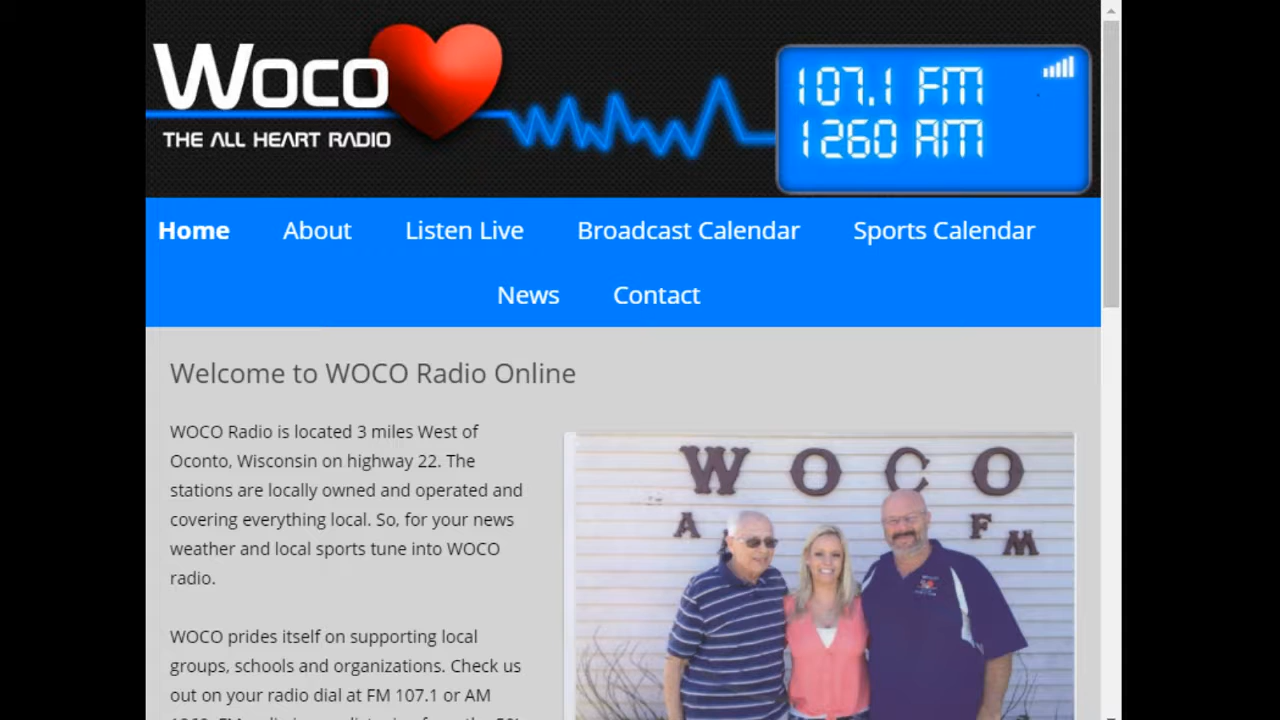 Woco
THE ALL HEART RADIO
107.1 FM
1260 AM
Home About Listen Live Broadcast Calendar Sports Calendar
News Contact
Welcome to WOCO Radio Online
WOCO Radio is located 3 miles West of
Oconto, Wisconsin on highway 22. The
stations are locally owned and operated and
covering everything local. So, for your news
weather and local sports tune into WOCO
radio.
WOCO prides itself on supporting local
groups, schools and organizations. Check us
out on your radio dial at FM 107.1 or AM
W O C O
A
FM